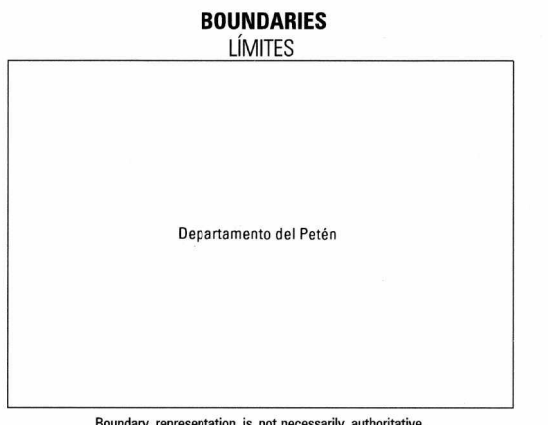 BOUNDARIES
LÍMITES
Departamento del Petén
Boundary representation is not necessarily authoritative